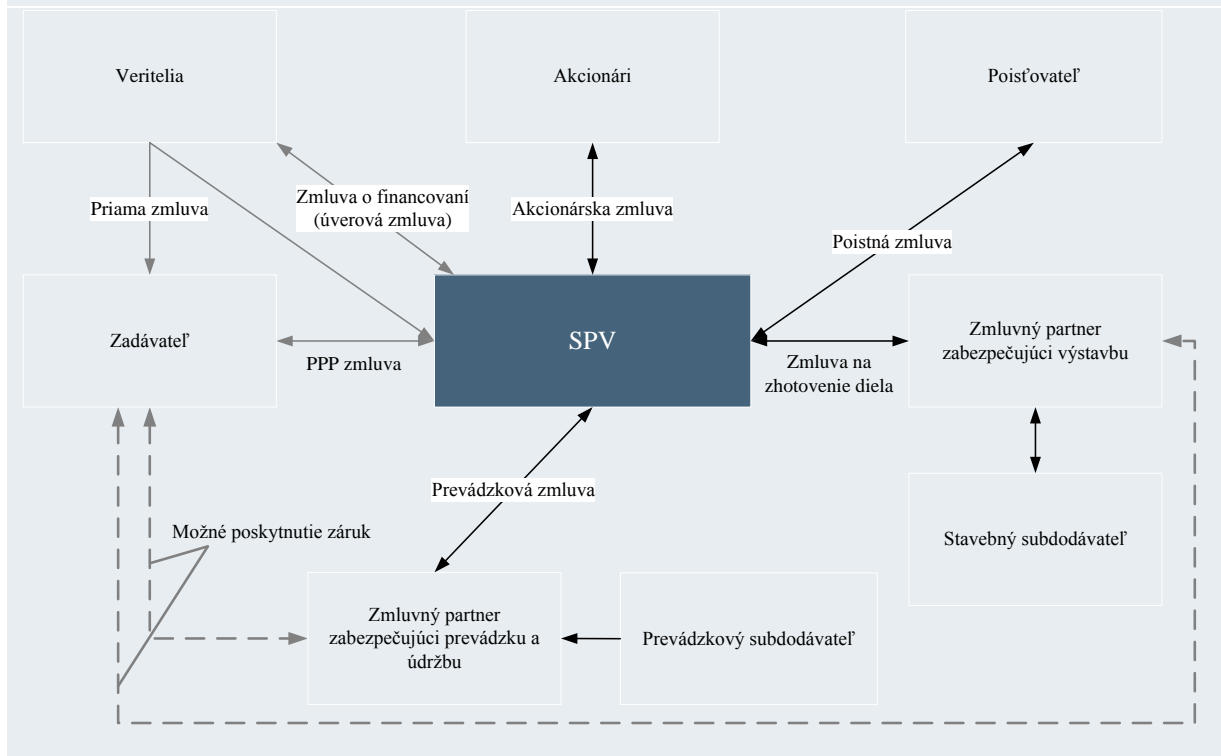 Veritelia
Akcionári
Poisťovateľ
Priama zmluva
Zmluva o financovaní
(úverová zmluva)
Akcionárska zmluva
Poistná zmluva
Zadávateľ
PPP zmluva
SPV
Zmluva na
zhotovenie diela
Zmluvný partner
zabezpečujúci výstavbu
Prevádzková zmluva
Možné poskytnutie záruk
Stavebný subdodávateľ
Zmluvný partner
zabezpečujúci prevádzku a
údržbu
Prevádzkový subdodávateľ